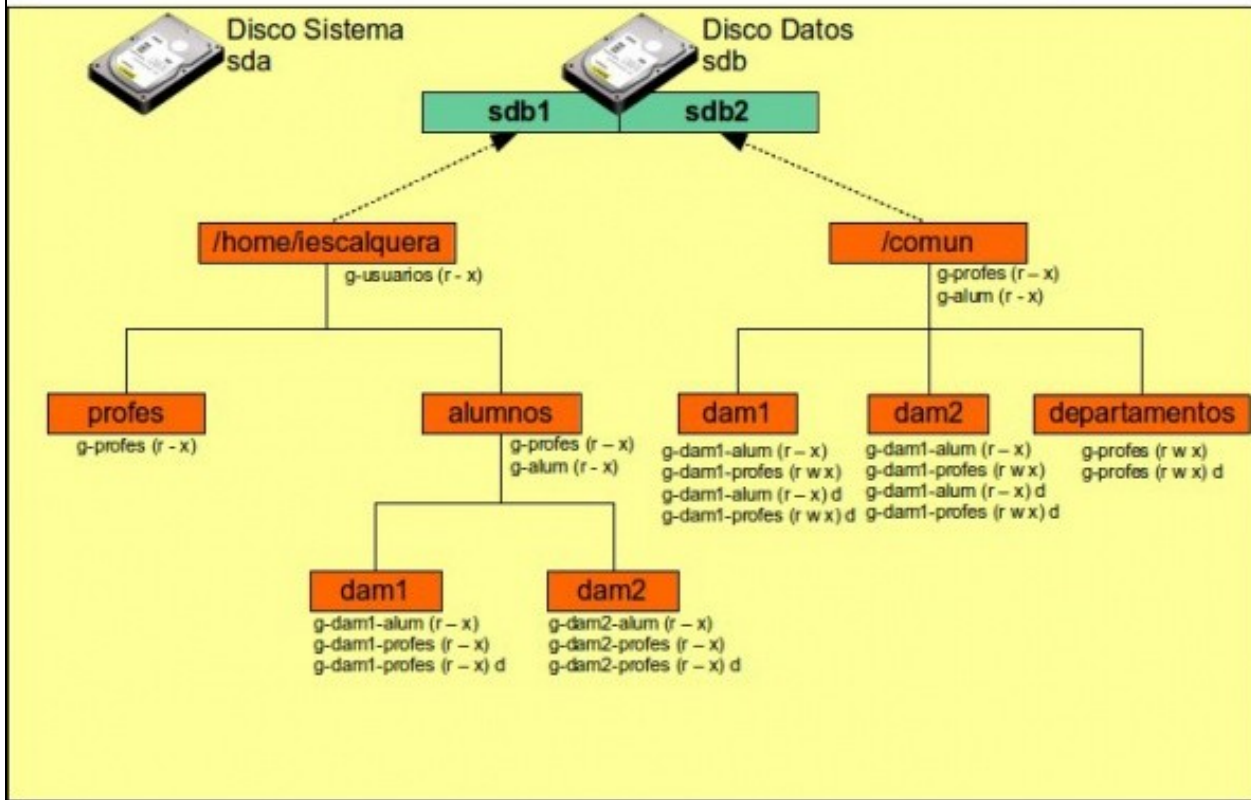 Disco Sistema
sda
Disco Datos
sdb
sdb1
sdb2
/home/iescalquera
g-usuarios (r - x)
/comun
g-profes (r – x)
g-alum (r - x)
profes
g-profes (r - x)
alumnos
g-profes (r – x)
g-alum (r - x)
dam1
g-dam1-alum (r – x)
g-dam1-profes (r w x)
g-dam1-alum (r – x) d
g-dam1-profes (r w x) d
dam2
g-dam1-alum (r – x)
g-dam1-profes (r w x)
g-dam1-alum (r – x) d
g-dam1-profes (r w x) d
departamentos
g-profes (r w x)
g-profes (r w x) d
dam1
g-dam1-alum (r – x)
g-dam1-profes (r – x)
g-dam1-profes (r – x) d
dam2
g-dam2-alum (r – x)
g-dam2-profes (r – x)
g-dam2-profes (r – x) d